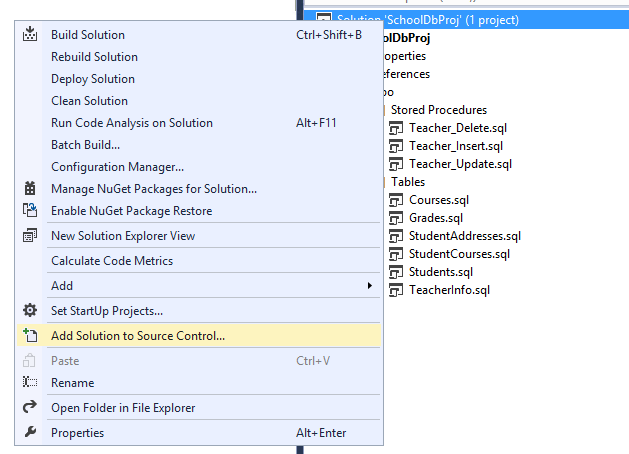 Solution 'SchoolDbProj' (1 project)
Build Solution Ctrl+Shift+B
Rebuild Solution
Deploy Solution
Clean Solution
Run Code Analysis on Solution Alt+F11
Batch Build...
Configuration Manager...
Manage NuGet Packages for Solution...
Enable NuGet Package Restore
New Solution Explorer View
Calculate Code Metrics
Add
Set StartUp Projects...
Add Solution to Source Control...
Paste Ctrl+V
Rename
Open Folder in File Explorer
Properties Alt+Enter
olDbProj
operties
eferences
bo
Stored Procedures
Teacher_Delete.sql
Teacher_Insert.sql
Teacher_Update.sql
Tables
Courses.sql
Grades.sql
StudentAddresses.sql
StudentCourses.sql
Students.sql
TeacherInfo.sql